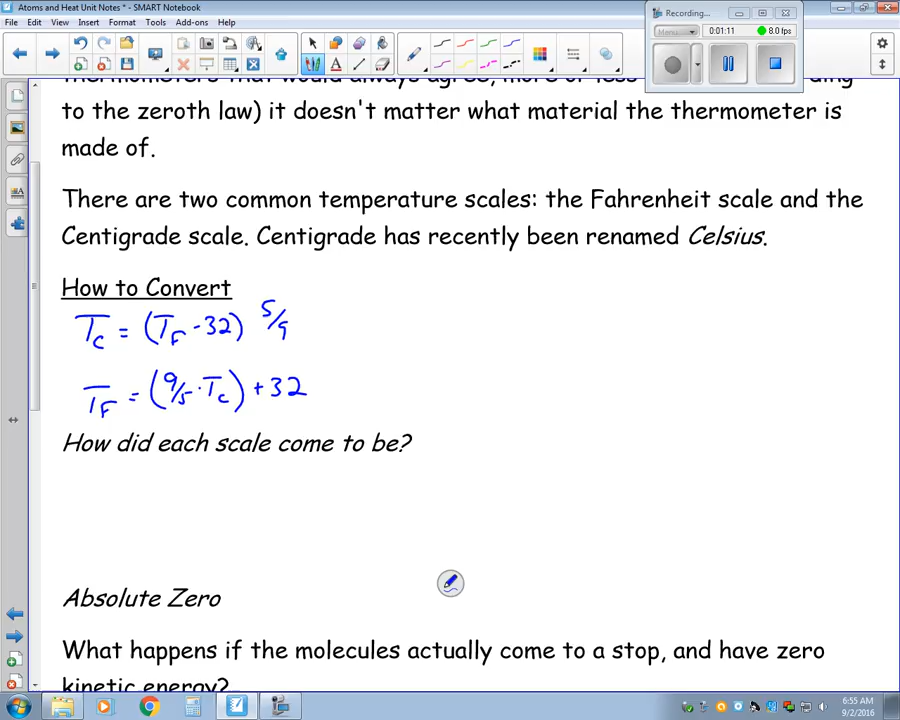 Atoms and Heat Unit Notes * - SMART Notebook
File Edit View Insert Format Tools Add-ons Help
Recording...
Menu 0:01:11 8.0 fps
to the zeroth law) it doesn't matter what material the thermometer is
made of.
There are two common temperature scales: the Fahrenheit scale and the
Centigrade scale. Centigrade has recently been renamed Celsius.
How to Convert
T_C = (T_F - 32) 5/9
T_F = (9/5 · T_C) + 32
How did each scale come to be?
Absolute Zero
What happens if the molecules actually come to a stop, and have zero
kinetic energy?
6:55 AM
9/2/2016